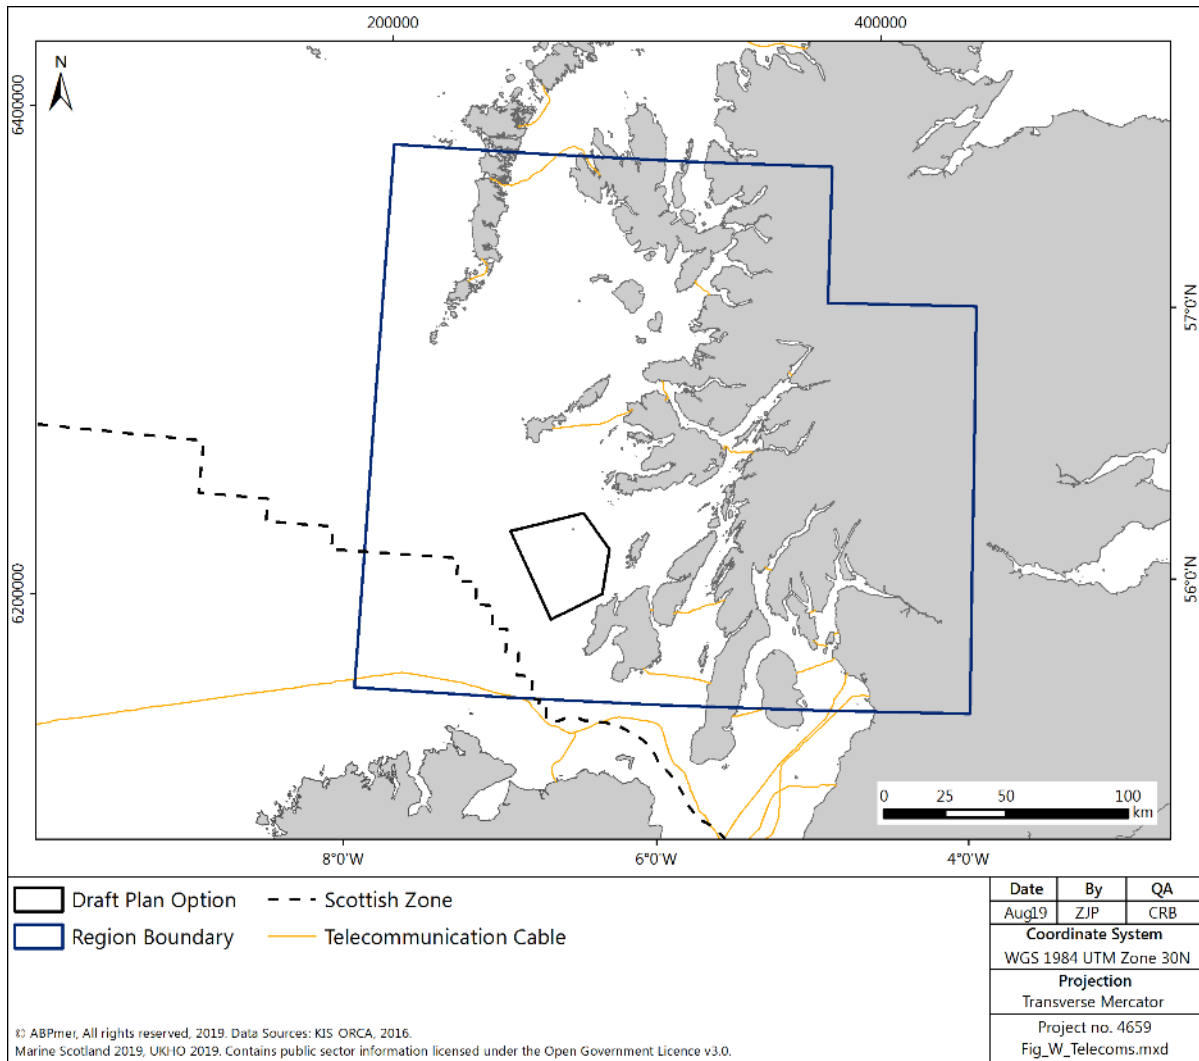 200000
400000
N
6400000
57°0'N
56°0'N
6200000
0
25
50
100
km
8°0'W
6°0'W
4°0'W
Draft Plan Option
Scottish Zone
Region Boundary
Telecommunication Cable
Date By QA
Aug19 ZJP CRB
Coordinate System
WGS 1984 UTM Zone 30N
Projection
Transverse Mercator
Project no. 4659
Fig_W_Telecoms.mxd
© ABPmer, All rights reserved, 2019. Data Sources: KIS ORCA, 2016.
Marine Scotland 2019, UKHO 2019. Contains public sector information licensed under the Open Government Licence v3.0.